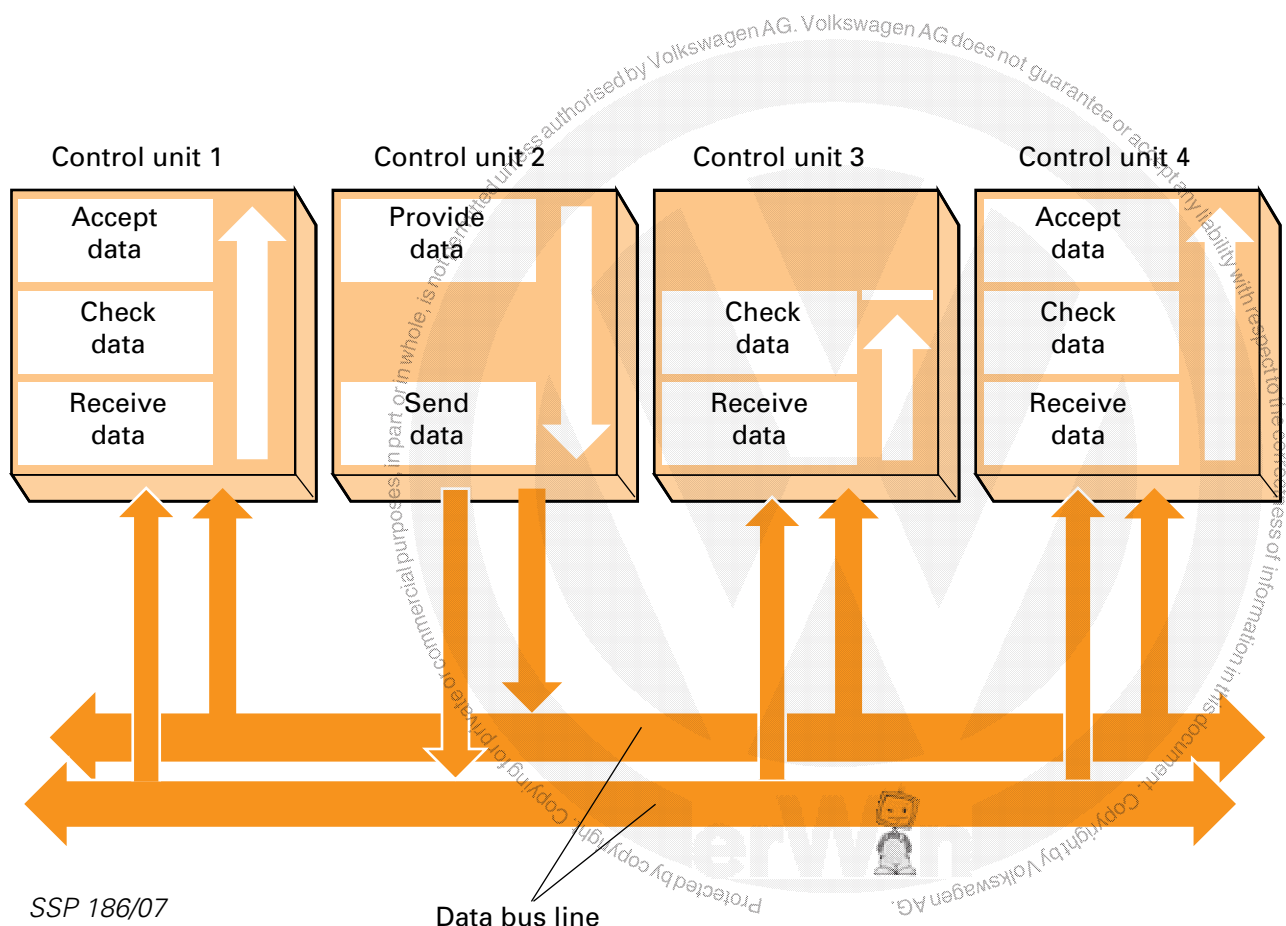 Control unit 1
Control unit 2
Control unit 3
Control unit 4
Accept
data
Check
data
Receive
data
Provide
data
Send
data
Check
data
Receive
data
Accept
data
Check
data
Receive
data
SSP 186/07
Data bus line
Protected by copyright. Copying for private or commercial purposes, in part or in whole, is not permitted unless authorised by Volkswagen AG. Volkswagen AG does not guarantee or accept any liability with respect to the correctness of information in this document. Copyright by Volkswagen AG.
erWin